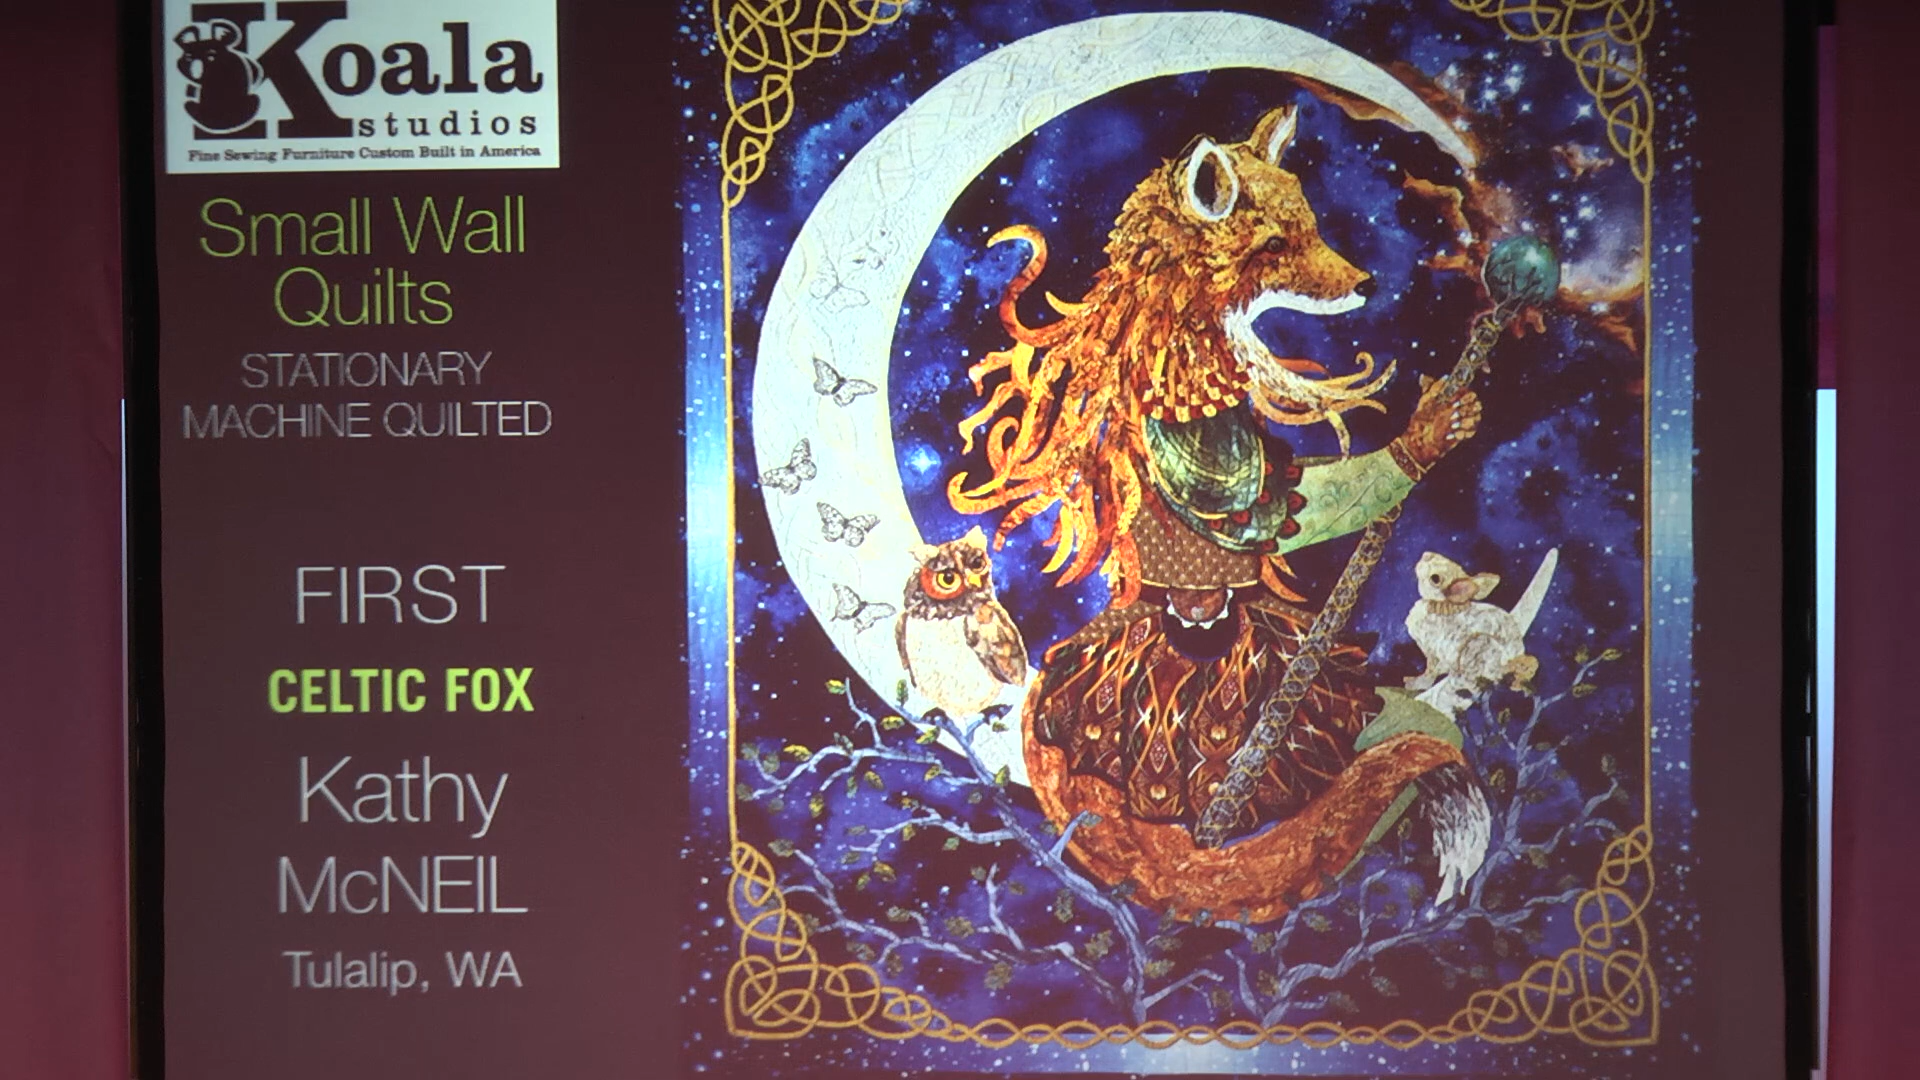 Koala
studios
Fine Sewing Furniture Custom Built in America
Small Wall
Quilts
STATIONARY
MACHINE QUILTED
FIRST
CELTIC FOX
Kathy
McNEIL
Tulalip, WA